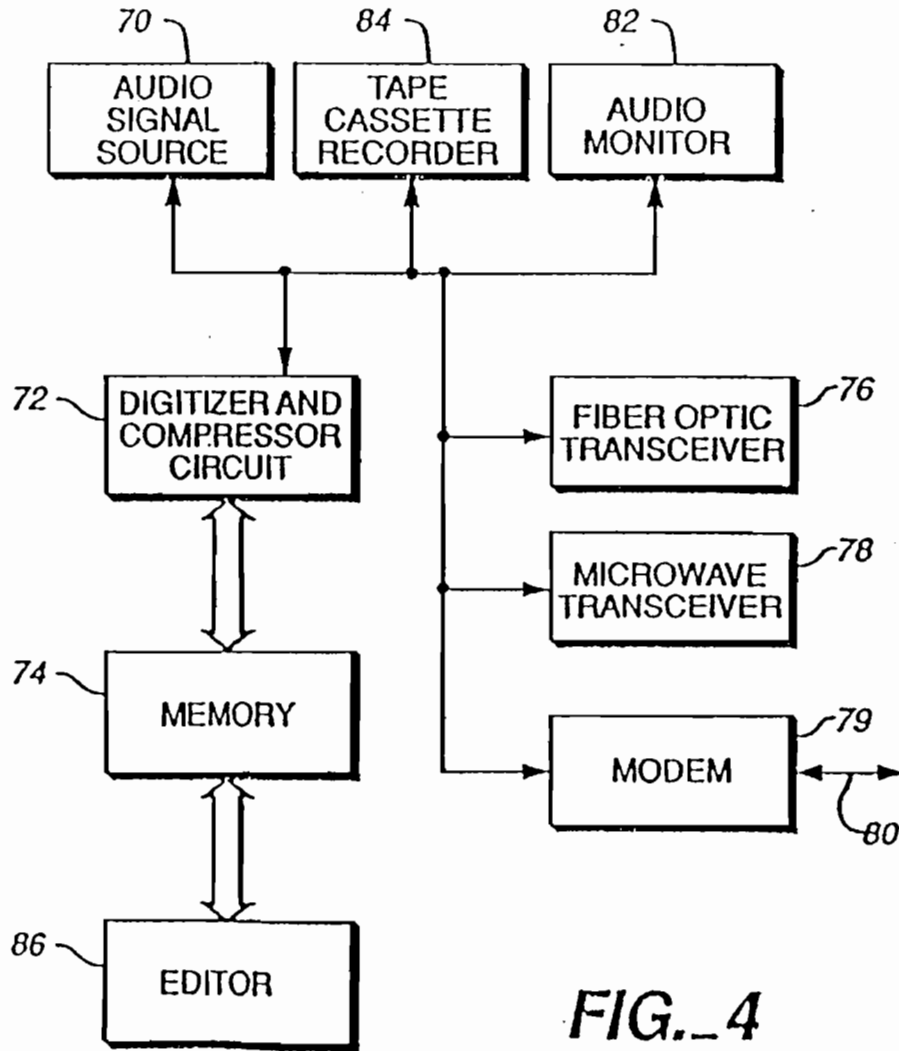 70
84
82
AUDIO
SIGNAL
SOURCE
TAPE
CASSETTE
RECORDER
AUDIO
MONITOR
72
DIGITIZER AND
COMPRESSOR
CIRCUIT
76
FIBER OPTIC
TRANSCEIVER
78
MICROWAVE
TRANSCEIVER
74
MEMORY
79
MODEM
80
86
EDITOR
FIG._4